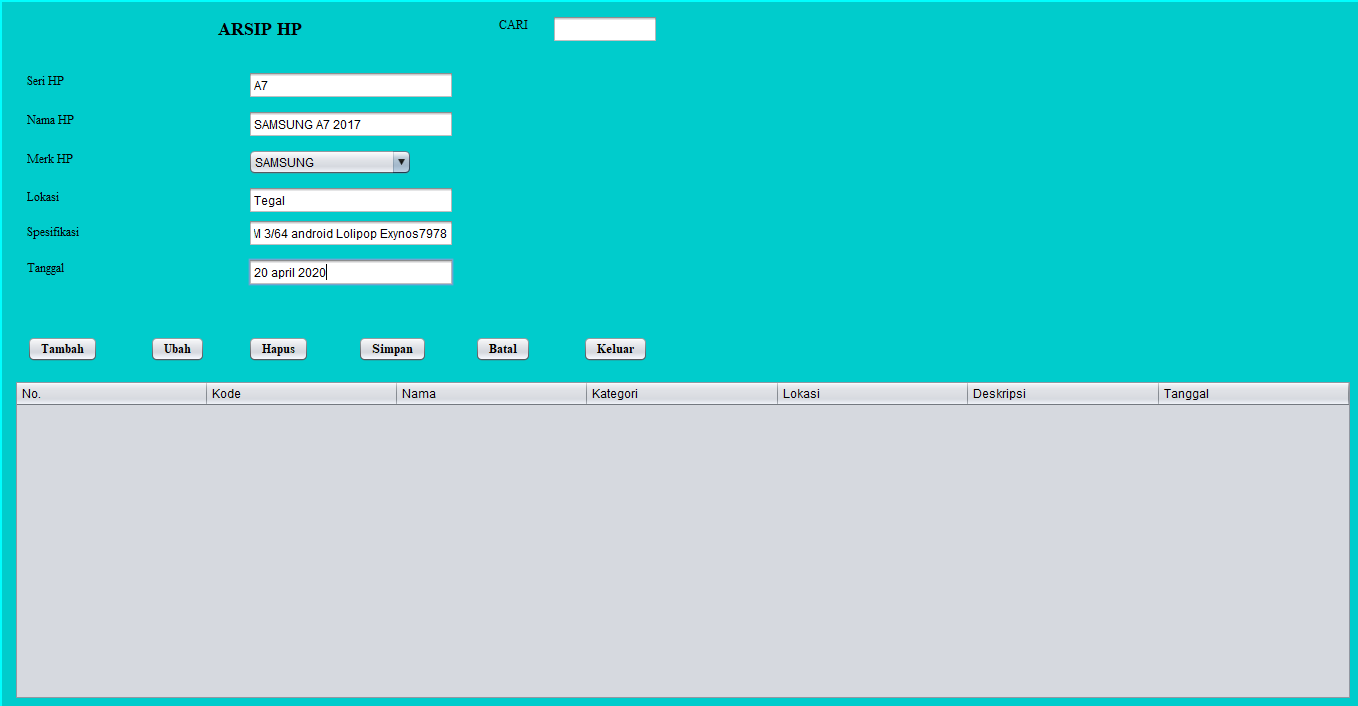 ARSIP HP
CARI
Seri HP
A7
Nama HP
SAMSUNG A7 2017
Merk HP
SAMSUNG
Lokasi
Tegal
Spesifikasi
3/64 android Lolipop Exynos7978
Tanggal
20 april 2020
Tambah Ubah Hapus Simpan Batal Keluar
No. Kode Nama Kategori Lokasi Deskripsi Tanggal